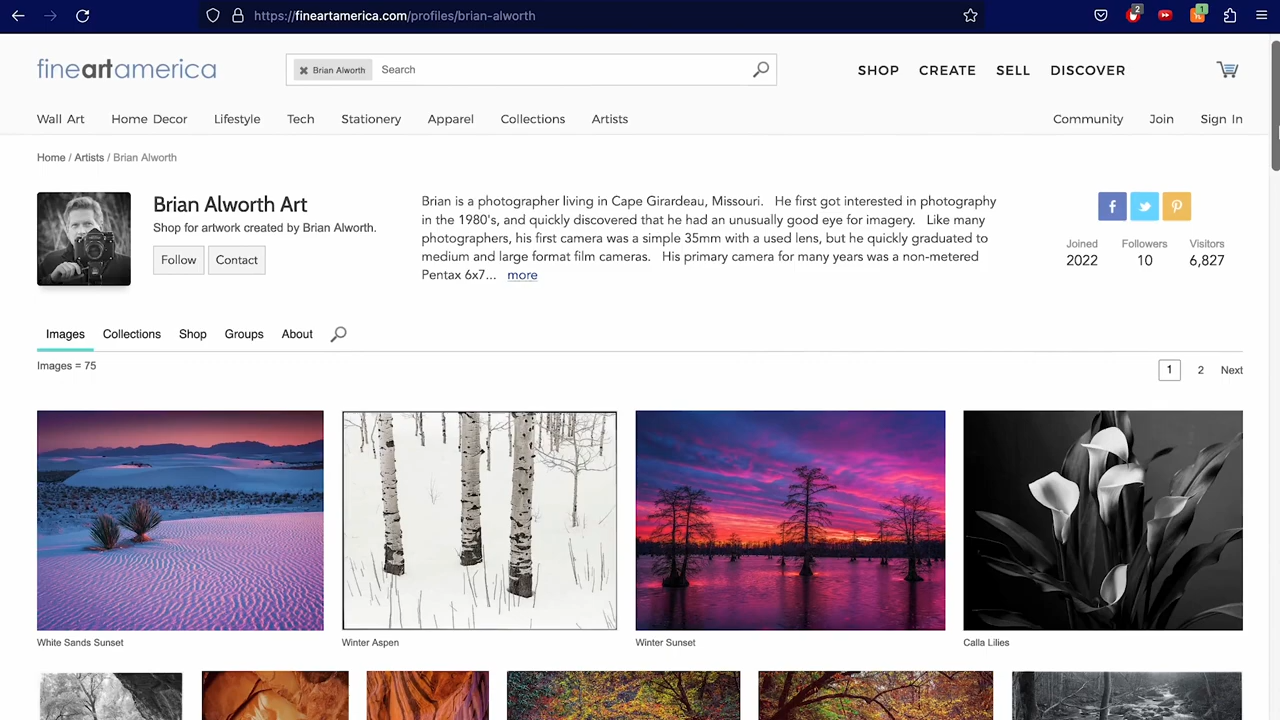 https://fineartamerica.com/profiles/brian-alworth
2
1
fineartamerica
Brian Alworth
Search
SHOP
CREATE
SELL
DISCOVER
Wall Art
Home Decor
Lifestyle
Tech
Stationery
Apparel
Collections
Artists
Community
Join
Sign In
Home / Artists / Brian Alworth
Brian Alworth Art
Shop for artwork created by Brian Alworth.
Follow
Contact
Brian is a photographer living in Cape Girardeau, Missouri. He first got interested in photography
in the 1980's, and quickly discovered that he had an unusually good eye for imagery. Like many
photographers, his first camera was a simple 35mm with a used lens, but he quickly graduated to
medium and large format film cameras. His primary camera for many years was a non-metered
Pentax 6x7... more
Joined
2022
Followers
10
Visitors
6,827
Images
Collections
Shop
Groups
About
Images = 75
1
2
Next
White Sands Sunset
Winter Aspen
Winter Sunset
Calla Lilies